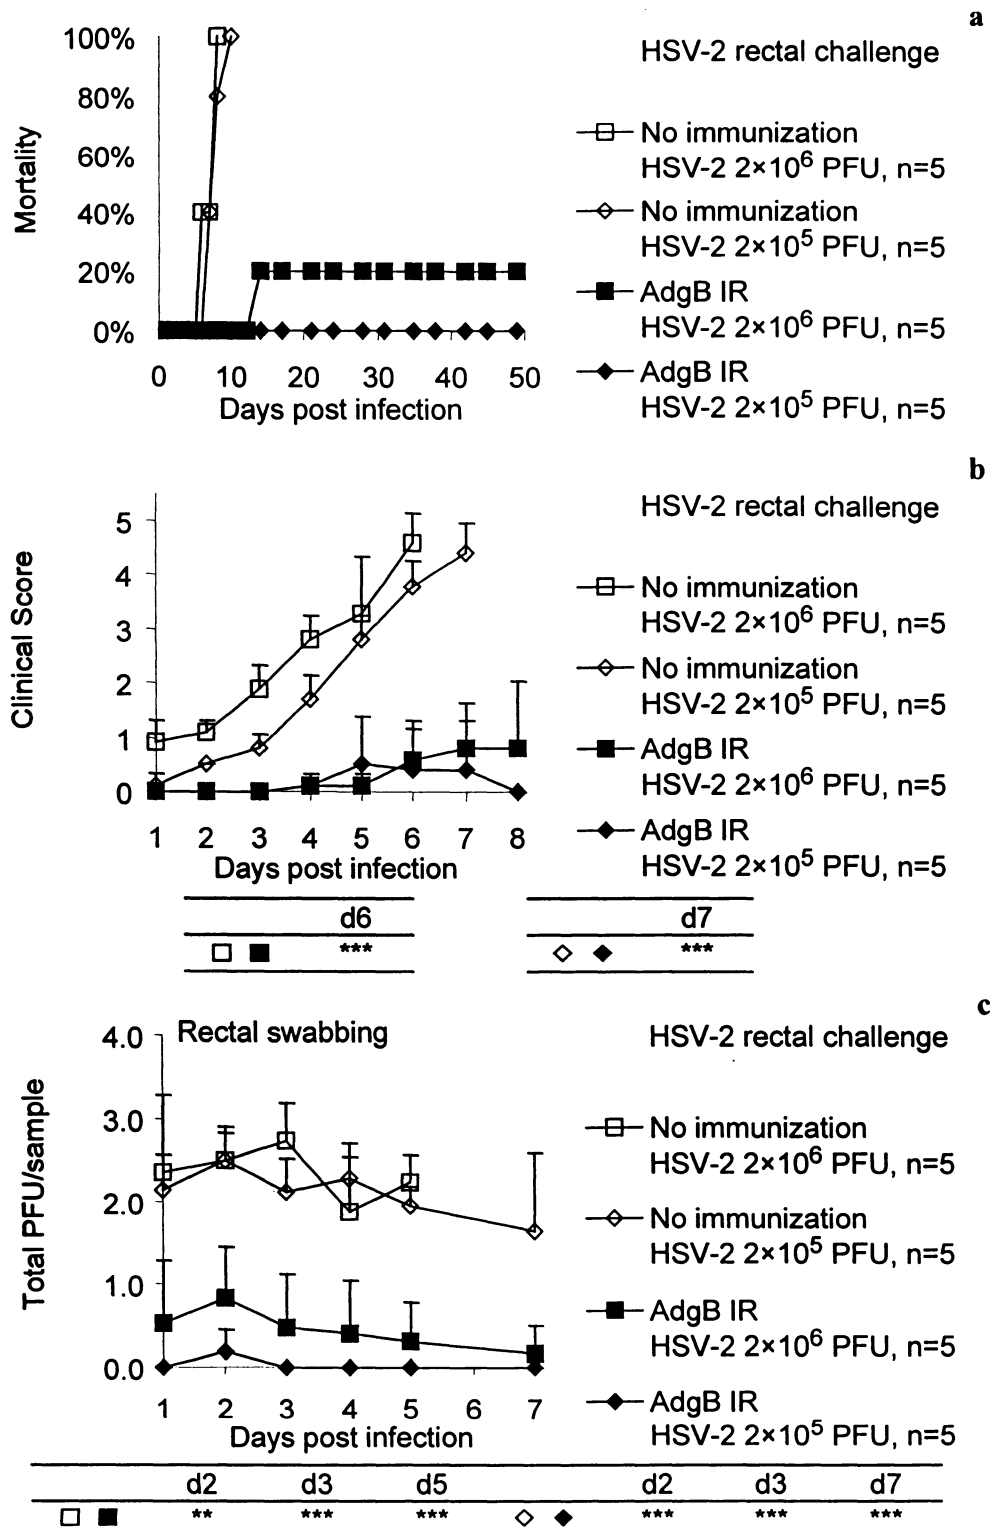 a
100%
80%
60%
40%
20%
0%
Mortality
0 10 20 30 40 50
Days post infection
HSV-2 rectal challenge
No immunization
HSV-2 2×10⁶ PFU, n=5
No immunization
HSV-2 2×10⁵ PFU, n=5
AdgB IR
HSV-2 2×10⁶ PFU, n=5
AdgB IR
HSV-2 2×10⁵ PFU, n=5
b
5
4
3
2
1
0
Clinical Score
1 2 3 4 5 6 7 8
Days post infection
HSV-2 rectal challenge
No immunization
HSV-2 2×10⁶ PFU, n=5
No immunization
HSV-2 2×10⁵ PFU, n=5
AdgB IR
HSV-2 2×10⁶ PFU, n=5
AdgB IR
HSV-2 2×10⁵ PFU, n=5
d6
***
d7
***
c
Rectal swabbing
4.0
3.0
2.0
1.0
0.0
Total PFU/sample
1 2 3 4 5 6 7
Days post infection
HSV-2 rectal challenge
No immunization
HSV-2 2×10⁶ PFU, n=5
No immunization
HSV-2 2×10⁵ PFU, n=5
AdgB IR
HSV-2 2×10⁶ PFU, n=5
AdgB IR
HSV-2 2×10⁵ PFU, n=5
d2 d3 d5 d2 d3 d7
** *** *** *** *** ***